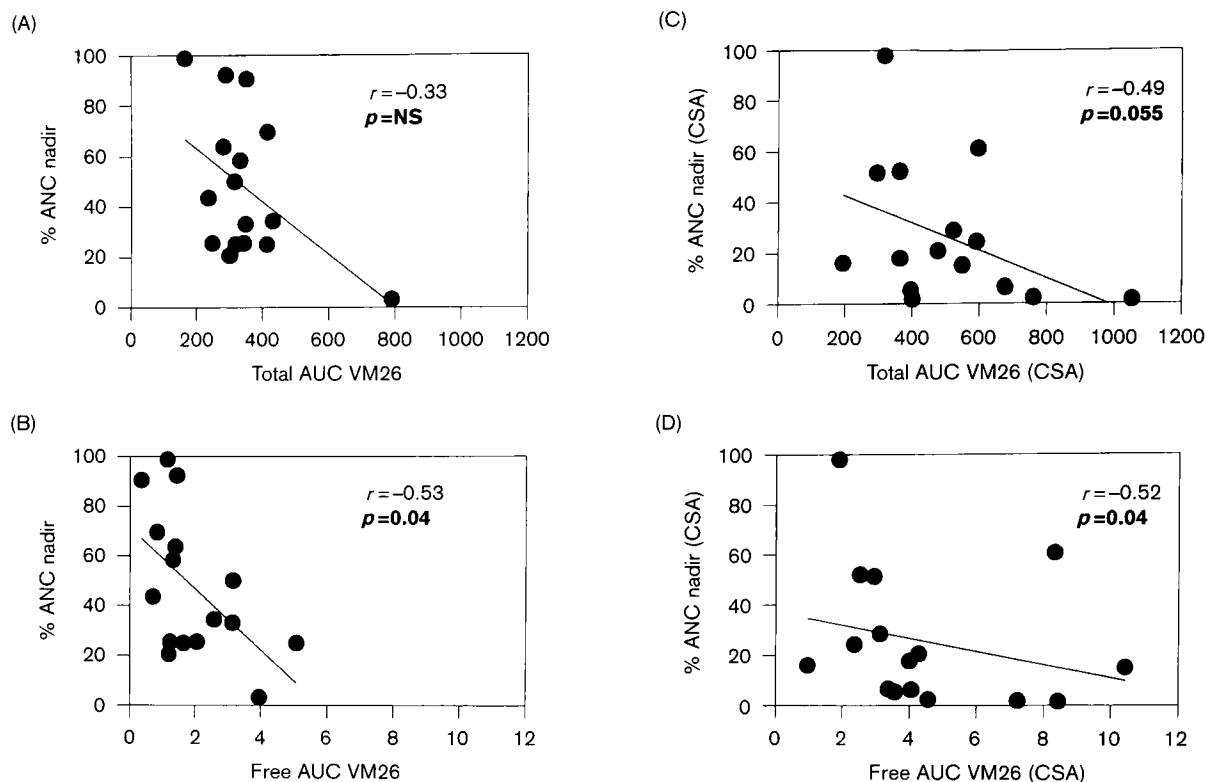 (A)
100
80
60
40
20
0
% ANC nadir
r=−0.33
p=NS
0 200 400 600 800 1000 1200
Total AUC VM26
(C)
100
80
60
40
20
0
% ANC nadir (CSA)
r=−0.49
p=0.055
0 200 400 600 800 1000 1200
Total AUC VM26 (CSA)
(B)
100
80
60
40
20
0
% ANC nadir
r=−0.53
p=0.04
0 2 4 6 8 10 12
Free AUC VM26
(D)
100
80
60
40
20
0
% ANC nadir (CSA)
r=−0.52
p=0.04
0 2 4 6 8 10 12
Free AUC VM26 (CSA)